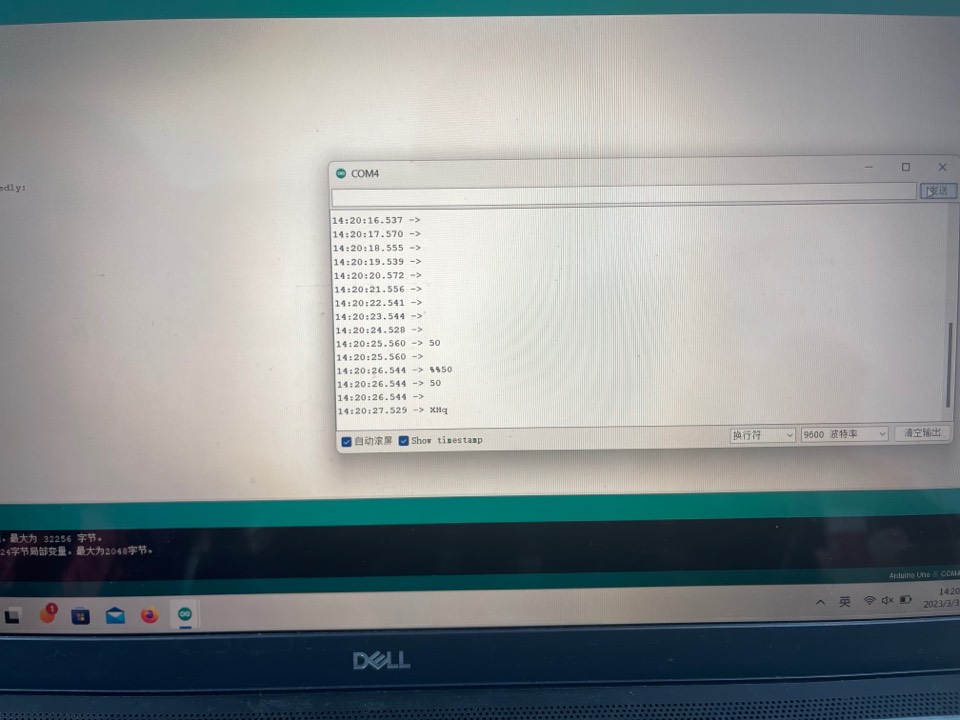 edly:
COM4
发送
14:20:16.537 ->
14:20:17.570 ->
14:20:18.555 ->
14:20:19.539 ->
14:20:20.572 ->
14:20:21.556 ->
14:20:22.541 ->
14:20:23.544 ->
14:20:24.528 ->
14:20:25.560 -> 50
14:20:25.560 ->
14:20:26.544 -> %%50
14:20:26.544 -> 50
14:20:26.544 ->
14:20:27.529 -> XHq
自动滚屏 Show timestamp 换行符 9600 波特率 清空输出
。最大为 32256 字节。
24字节局部变量。最大为2048字节。
Arduino Uno 在 COM4
1
英
14:20
2023/3/3
DELL